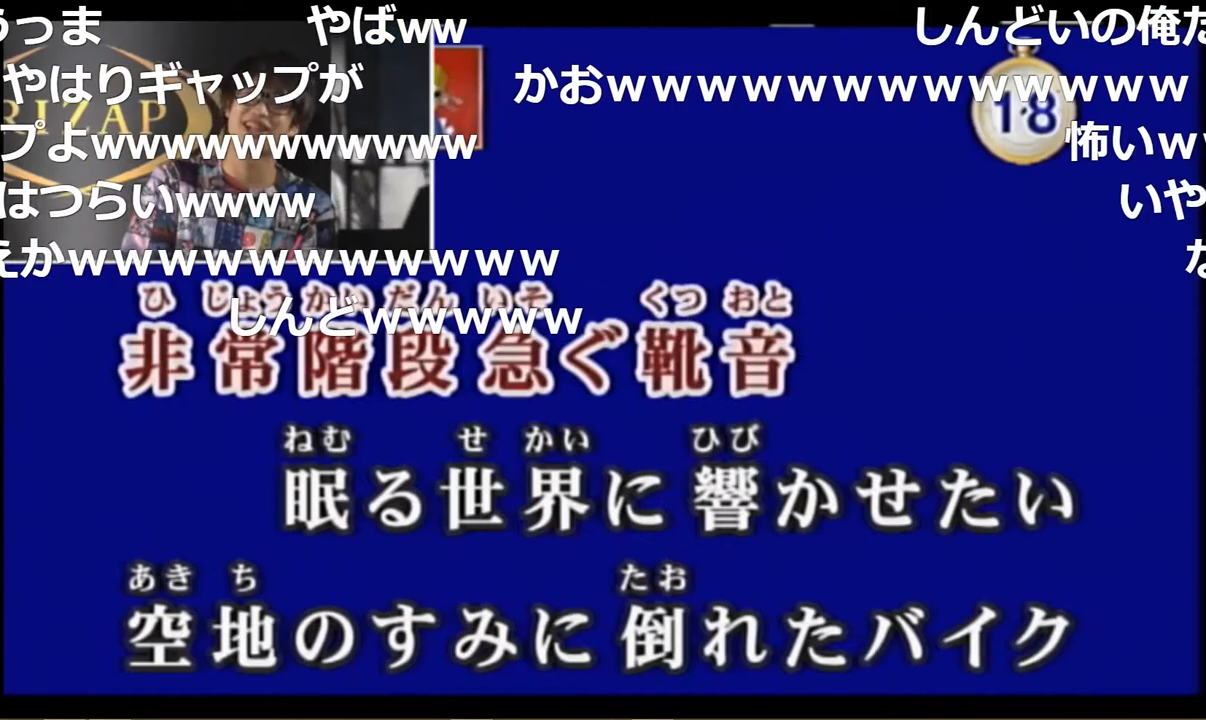 うっま やばww しんどいの俺だ
やはりギャップが かおｗｗｗｗｗｗｗｗｗｗｗｗｗｗ
RIZAP 18
プよwwwwwwwwwwww 怖いｗｗ
はつらいwwww いや
えかｗｗｗｗｗｗｗｗｗｗｗｗ な
ひ じょう かい だん いそ くつ おと
しんどｗｗｗｗｗ
非常階段急ぐ靴音
ねむ せ かい ひび
眠る世界に響かせたい
あき ち たお
空地のすみに倒れたバイク